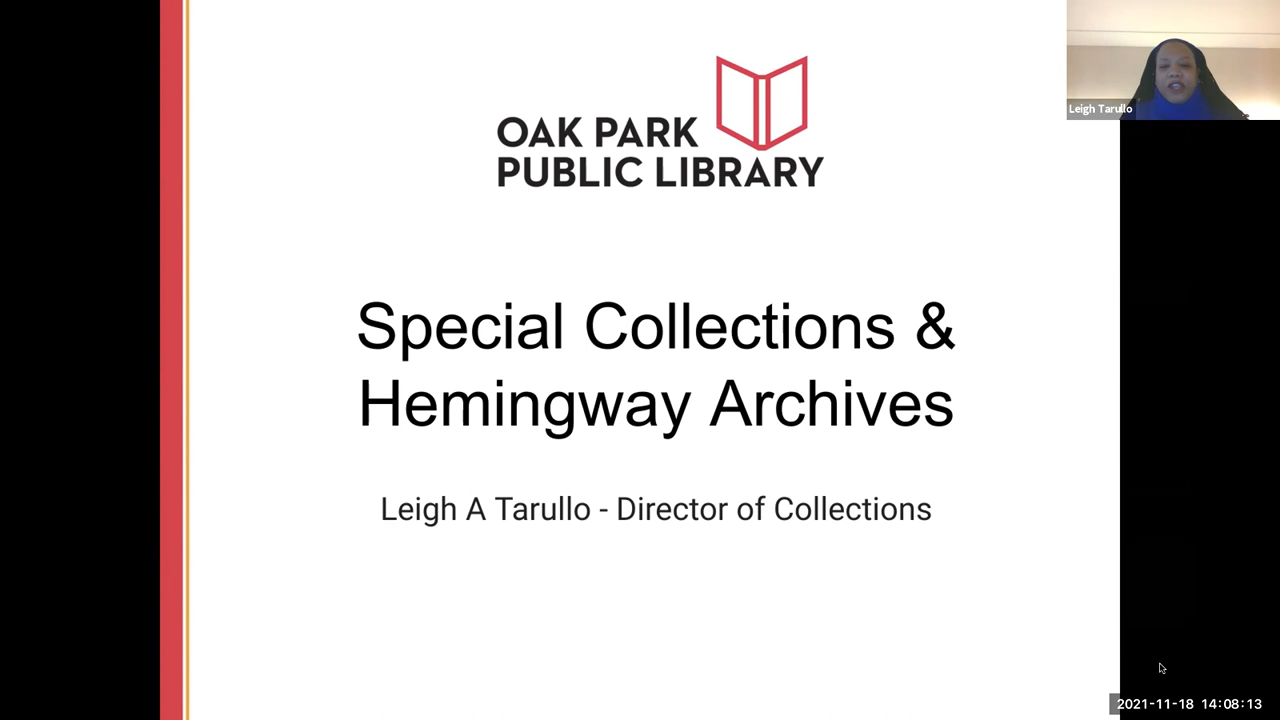 OAK PARK
PUBLIC LIBRARY
Leigh Tarullo
Special Collections &
Hemingway Archives
Leigh A Tarullo - Director of Collections
2021-11-18 14:08:13